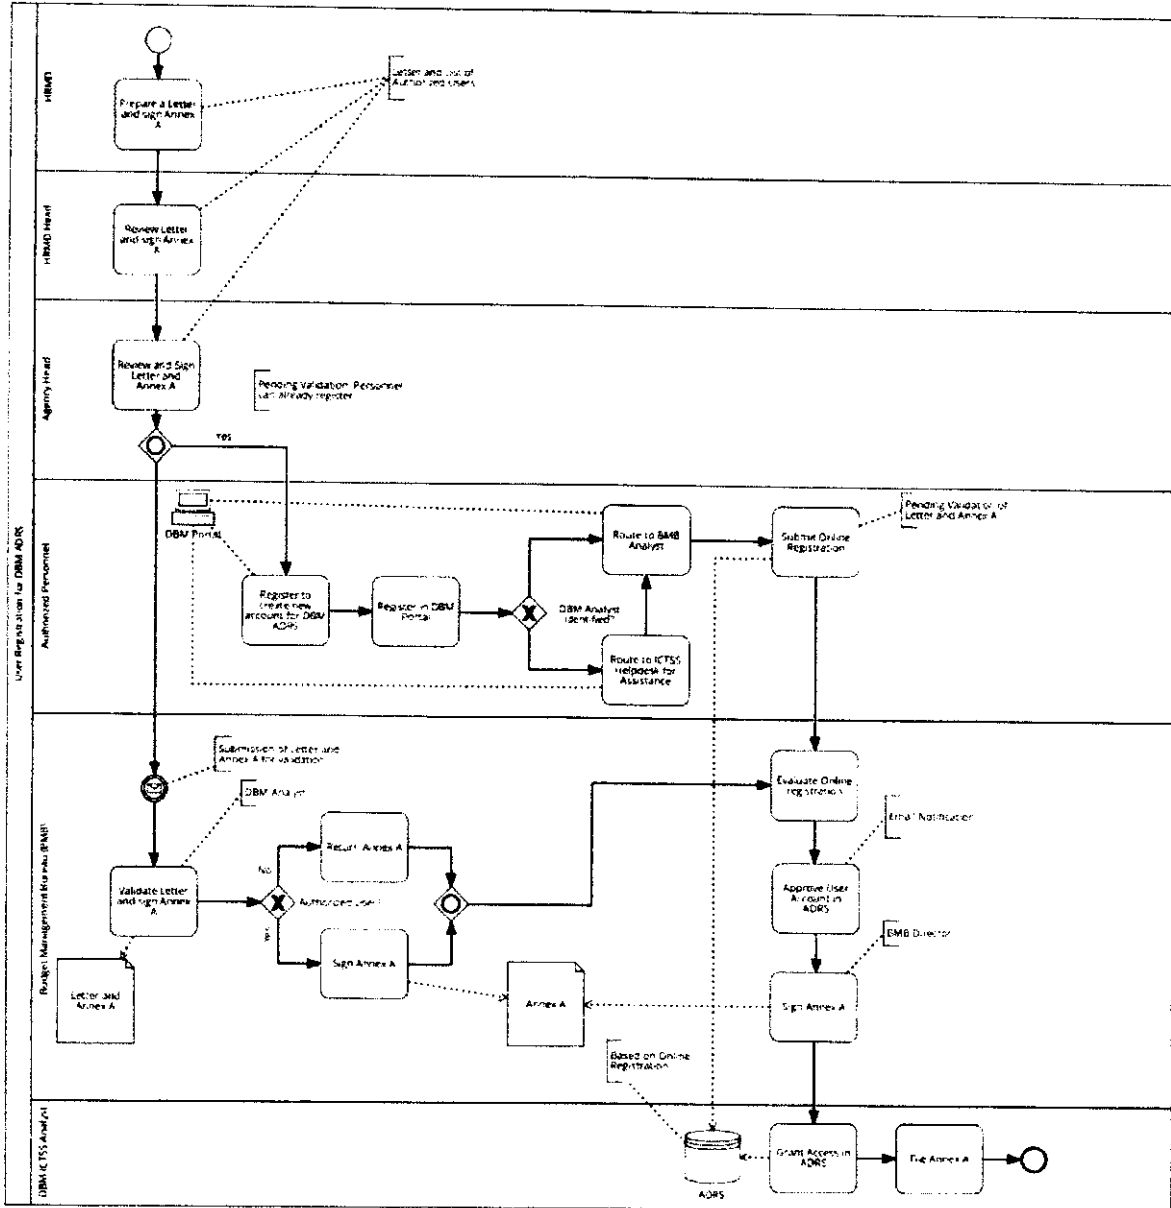 User Registration for DBM ADRS
HRMD
Prepare a Letter
and sign Annex
A
Letter and List of
Authorized Users
HRMD Head
Review Letter
and sign Annex
A
Agency Head
Review and Sign
Letter and
Annex A
Pending Validation, Personnel
can already register
Yes
Authorized Personnel
DBM Portal
Register to
create new
account for DBM
ADRS
Register in DBM
Portal
DBM Analyst
identified?
Route to BMB
Analyst
Route to ICTSS
Helpdesk for
Assistance
Submit Online
Registration
Pending Validation of
Letter and Annex A
Budget Management Bureau (BMB)
Submission of Letter and
Annex A for validation
DBM Analyst
Validate Letter
and sign Annex
A
Letter and
Annex A
No
Yes
Authorized User?
Return Annex A
Sign Annex A
Annex A
Evaluate Online
registration
Email Notification
Approve User
Account in
ADRS
BMB Director
Sign Annex A
Based on Online
Registration
DBM ICTSS Analyst
ADRS
Grant Access in
ADRS
File Annex A